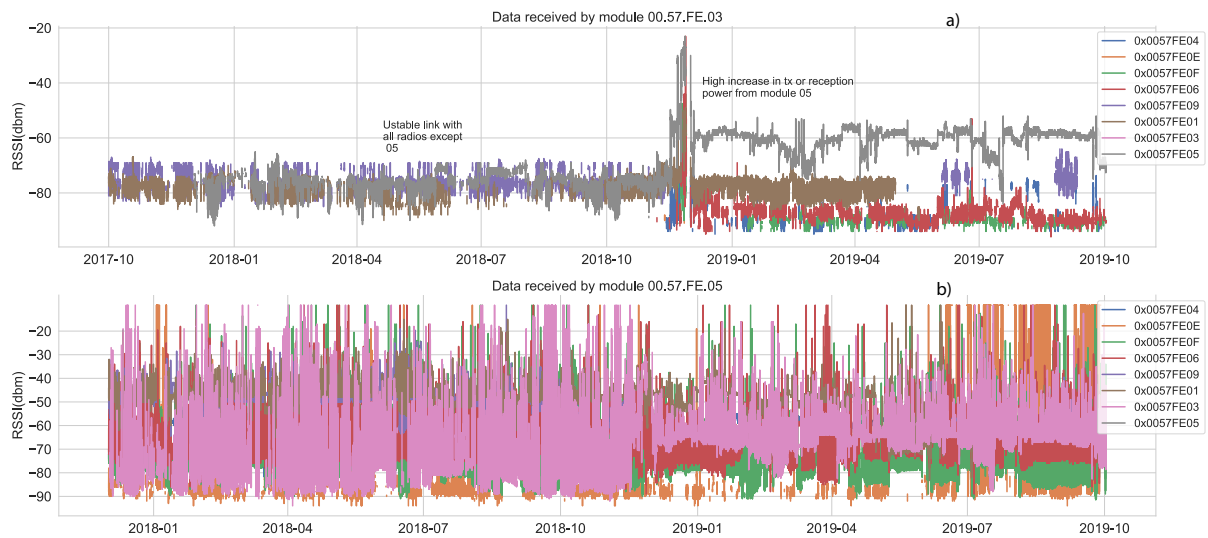 Data received by module 00.57.FE.03
a)
−20
−40
−60
−80
RSSI(dbm)
Ustable link with
all radios except
05
High increase in tx or reception
power from module 05
0x0057FE04
0x0057FE0E
0x0057FE0F
0x0057FE06
0x0057FE09
0x0057FE01
0x0057FE03
0x0057FE05
2017-10 2018-01 2018-04 2018-07 2018-10 2019-01 2019-04 2019-07 2019-10
Data received by module 00.57.FE.05
b)
−20
−30
−40
−50
−60
−70
−80
−90
RSSI(dbm)
0x0057FE04
0x0057FE0E
0x0057FE0F
0x0057FE06
0x0057FE09
0x0057FE01
0x0057FE03
0x0057FE05
2018-01 2018-04 2018-07 2018-10 2019-01 2019-04 2019-07 2019-10